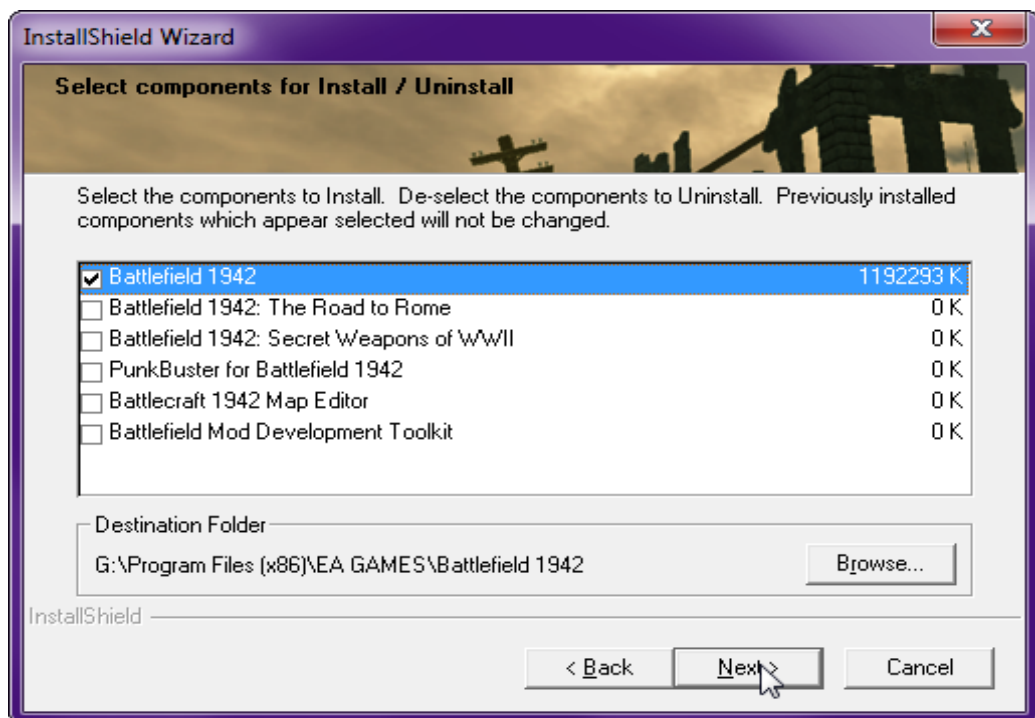 InstallShield Wizard
Select components for Install / Uninstall
Select the components to Install.  De-select the components to Uninstall.  Previously installed
components which appear selected will not be changed.
Battlefield 1942 1192293 K
Battlefield 1942: The Road to Rome 0 K
Battlefield 1942: Secret Weapons of WWII 0 K
PunkBuster for Battlefield 1942 0 K
Battlecraft 1942 Map Editor 0 K
Battlefield Mod Development Toolkit 0 K
Destination Folder
G:\Program Files (x86)\EA GAMES\Battlefield 1942 Browse...
InstallShield
< Back Next > Cancel